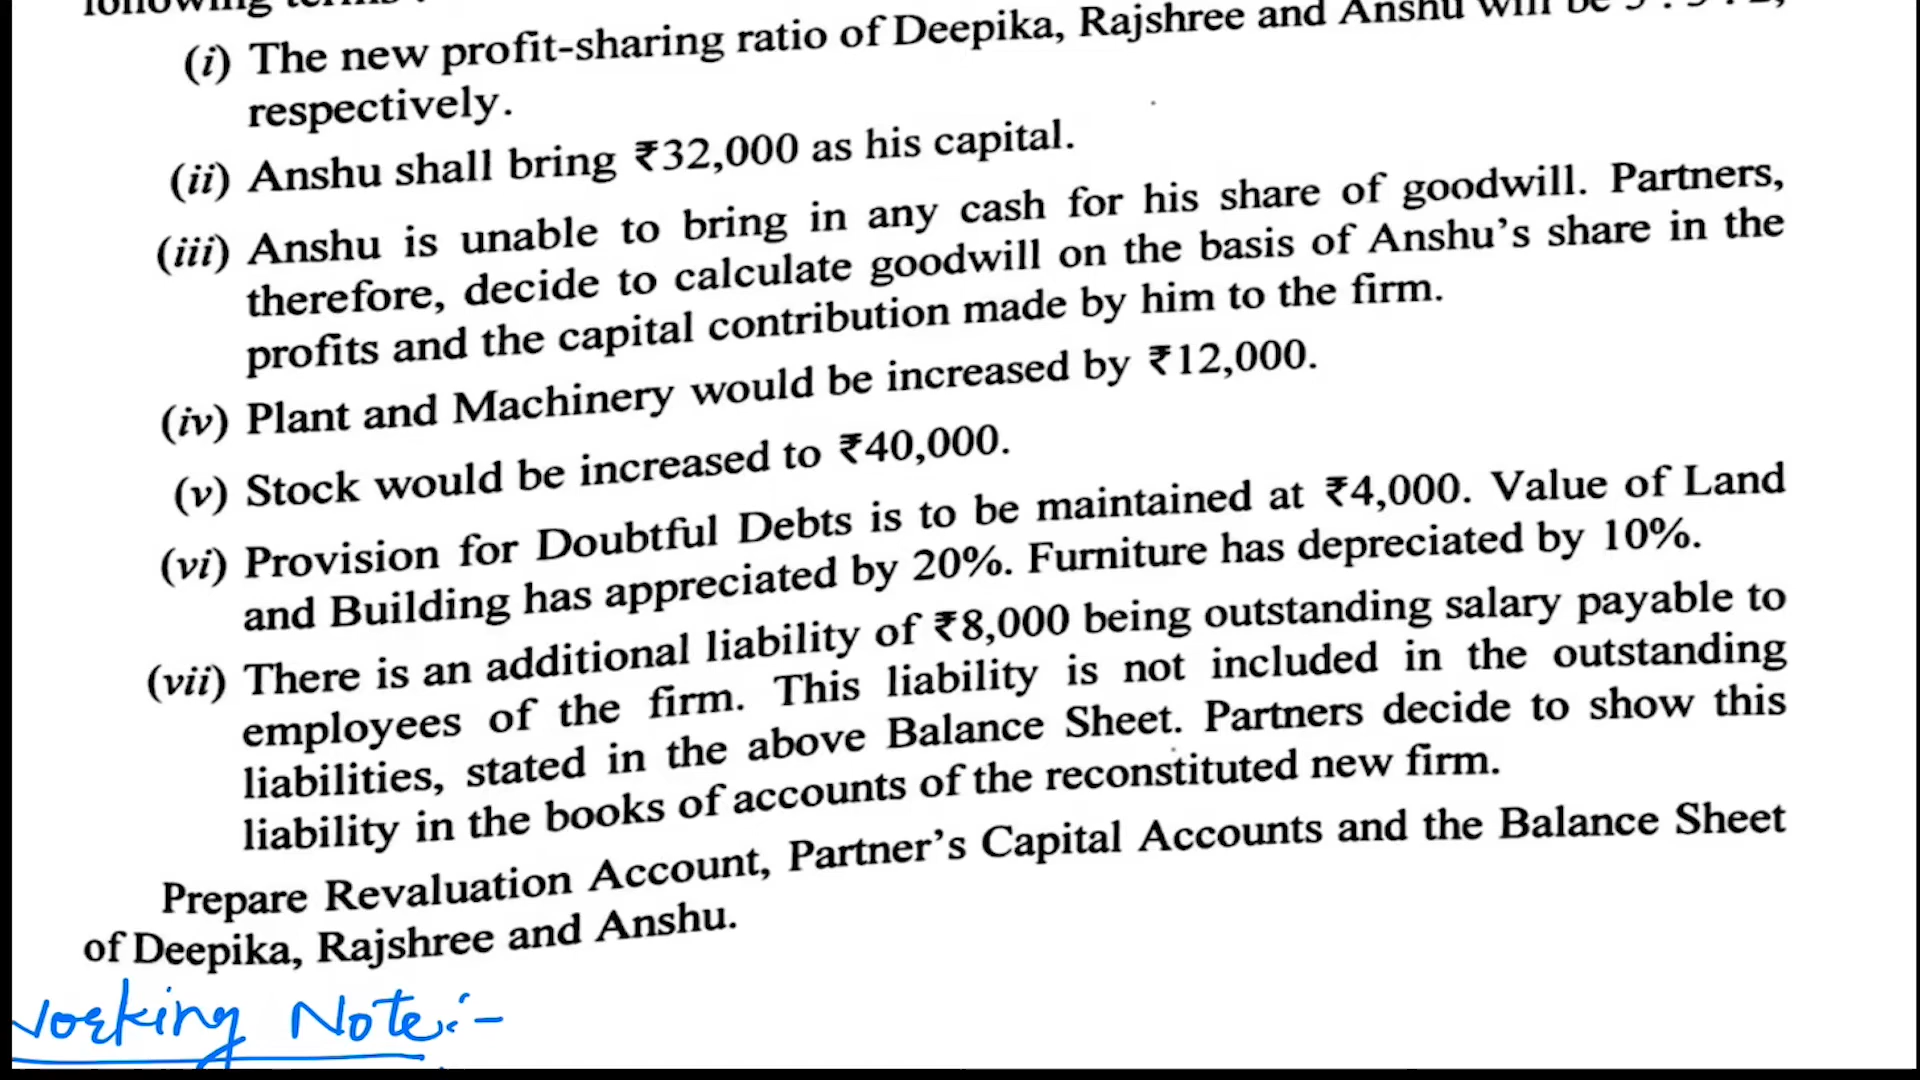 following terms :
(i) The new profit-sharing ratio of Deepika, Rajshree and Anshu will be 5 : 3 : 2,
respectively.
(ii) Anshu shall bring ₹32,000 as his capital.
(iii) Anshu is unable to bring in any cash for his share of goodwill. Partners,
therefore, decide to calculate goodwill on the basis of Anshu’s share in the
profits and the capital contribution made by him to the firm.
(iv) Plant and Machinery would be increased by ₹12,000.
(v) Stock would be increased to ₹40,000.
(vi) Provision for Doubtful Debts is to be maintained at ₹4,000. Value of Land
and Building has appreciated by 20%. Furniture has depreciated by 10%.
(vii) There is an additional liability of ₹8,000 being outstanding salary payable to
employees of the firm. This liability is not included in the outstanding
liabilities, stated in the above Balance Sheet. Partners decide to show this
liability in the books of accounts of the reconstituted new firm.
Prepare Revaluation Account, Partner’s Capital Accounts and the Balance Sheet
of Deepika, Rajshree and Anshu.
Working Note:-